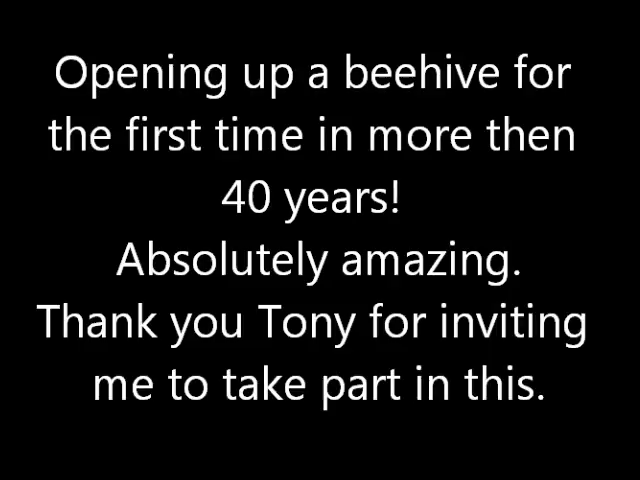 Opening up a beehive for
the first time in more then
40 years!
Absolutely amazing.
Thank you Tony for inviting
me to take part in this.